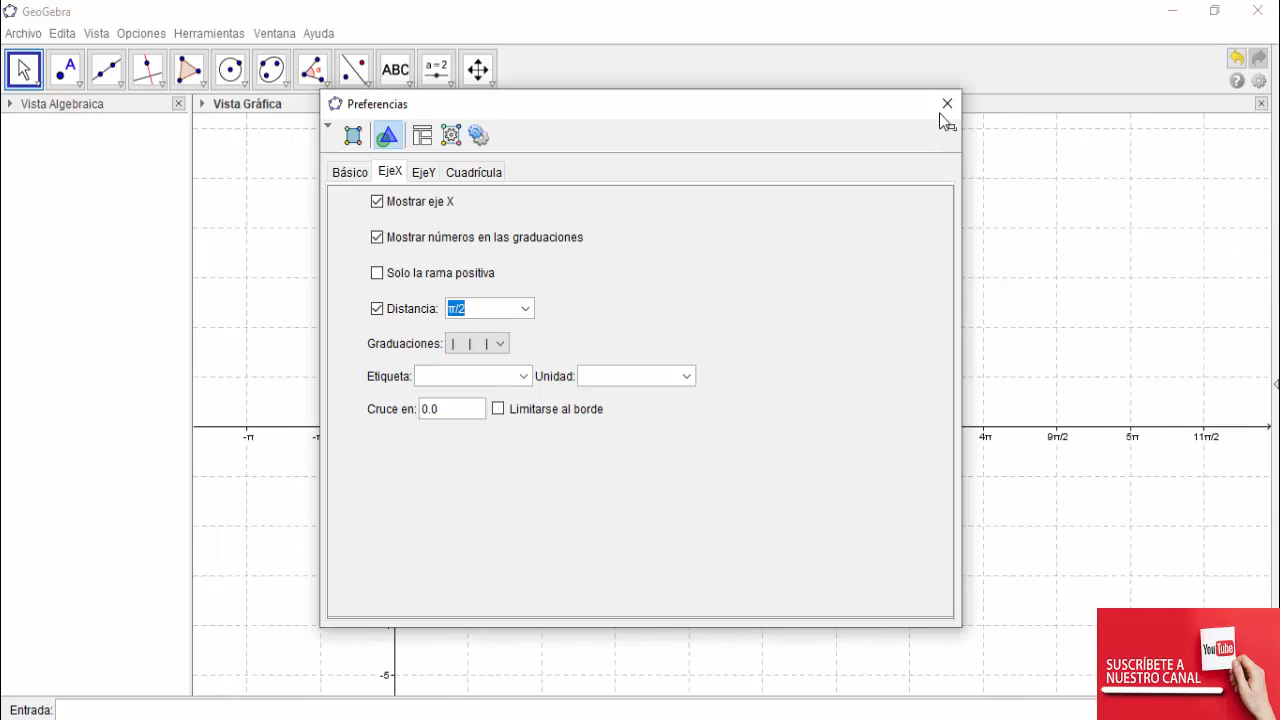 GeoGebra
Archivo Edita Vista Opciones Herramientas Ventana Ayuda
A ABC a = 2
Vista Algebraica
Vista Gráfica
Preferencias
Básico EjeX EjeY Cuadrícula
Mostrar eje X
Mostrar números en las graduaciones
Solo la rama positiva
Distancia: π/2
Graduaciones: | | |
Etiqueta: Unidad:
Cruce en: 0.0 Limitarse al borde
-π 4π 9π/2 5π 11π/2
-5
YouTube
SUSCRÍBETE A
NUESTRO CANAL
Entrada: